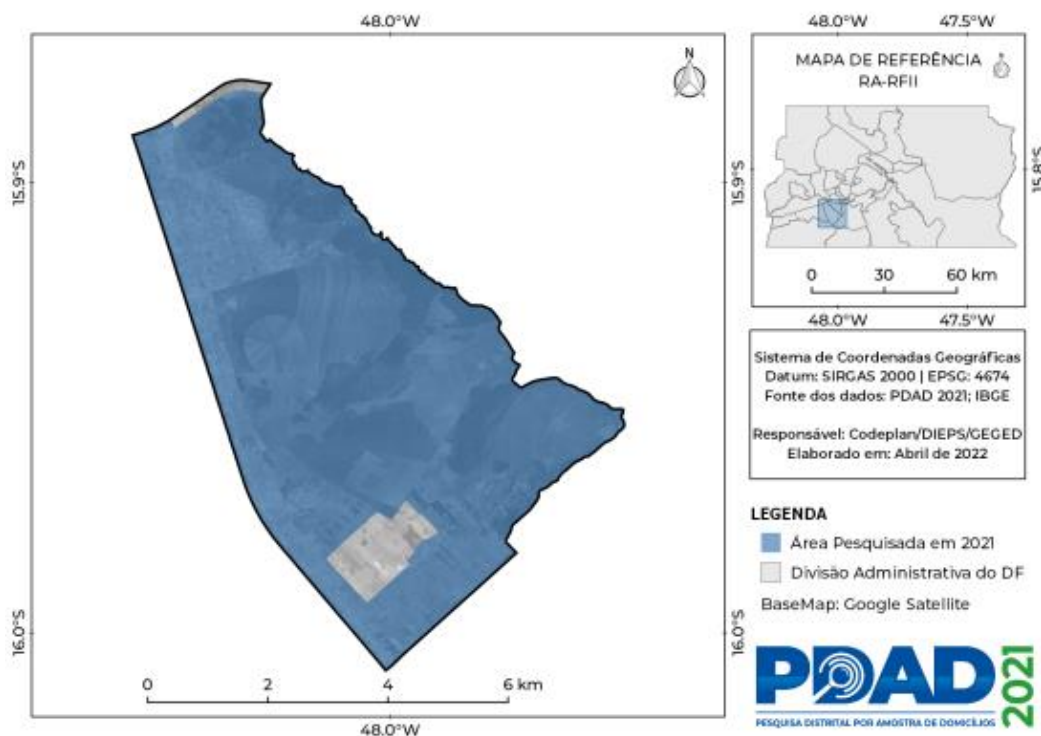 48.0°W
15.9°S
16.0°S
N
15.9°S
16.0°S
0 2 4 6 km
48.0°W
48.0°W 47.5°W
MAPA DE REFERÊNCIA
RA-RFII
15.8°S
0 30 60 km
48.0°W 47.5°W
Sistema de Coordenadas Geográficas
Datum: SIRGAS 2000 | EPSG: 4674
Fonte dos dados: PDAD 2021; IBGE
Responsável: Codeplan/DIEPS/GEGED
Elaborado em: Abril de 2022
LEGENDA
Área Pesquisada em 2021
Divisão Administrativa do DF
BaseMap: Google Satellite
PDAD 2021
PESQUISA DISTRITAL POR AMOSTRA DE DOMICÍLIOS